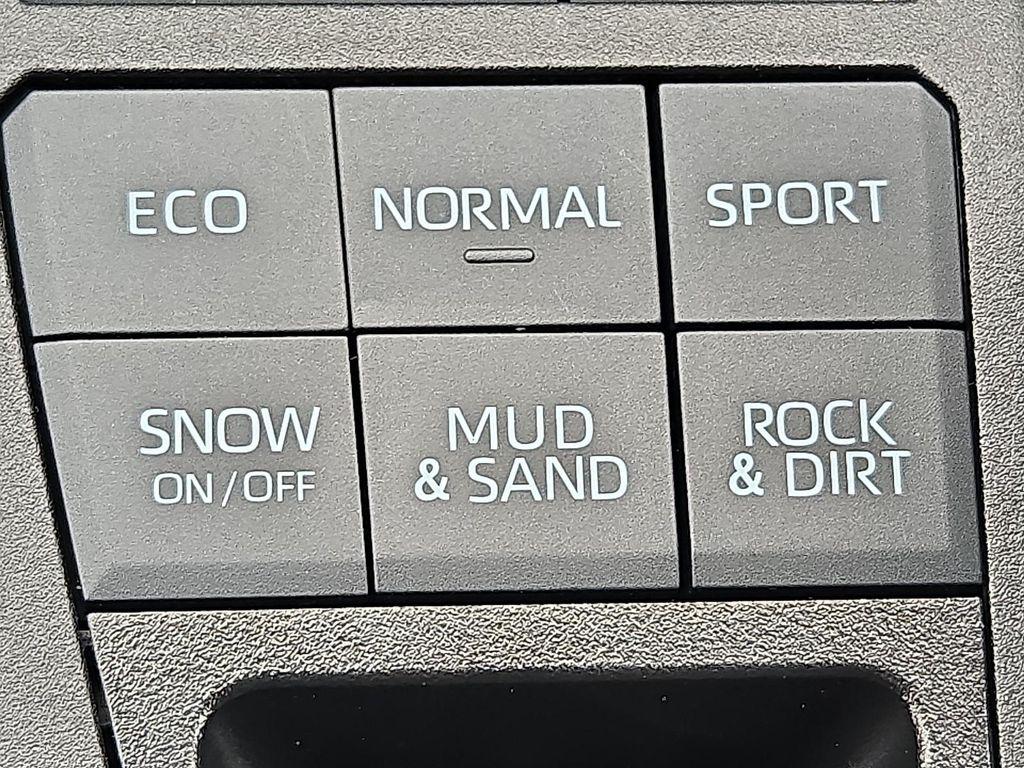 ECO
NORMAL
SPORT
SNOW
ON/OFF
MUD
& SAND
ROCK
& DIRT